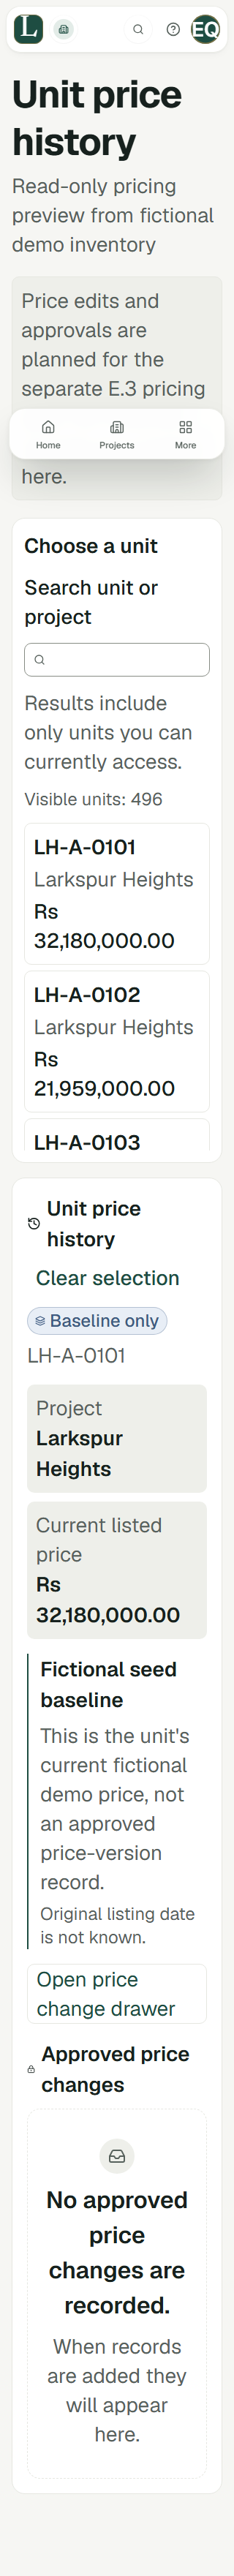 L
EQ
Unit price
history
Read-only pricing
preview from fictional
demo inventory
Price edits and
approvals are
planned for the
separate E.3 pricing
Home
Projects
More
here.
Choose a unit
Search unit or
project
Results include
only units you can
currently access.
Visible units: 496
LH-A-0101
Larkspur Heights
Rs
32,180,000.00
LH-A-0102
Larkspur Heights
Rs
21,959,000.00
LH-A-0103
Unit price
history
Clear selection
Baseline only
LH-A-0101
Project
Larkspur
Heights
Current listed
price
Rs
32,180,000.00
Fictional seed
baseline
This is the unit's
current fictional
demo price, not
an approved
price-version
record.
Original listing date
is not known.
Open price
change drawer
Approved price
changes
No approved
price
changes are
recorded.
When records
are added they
will appear
here.